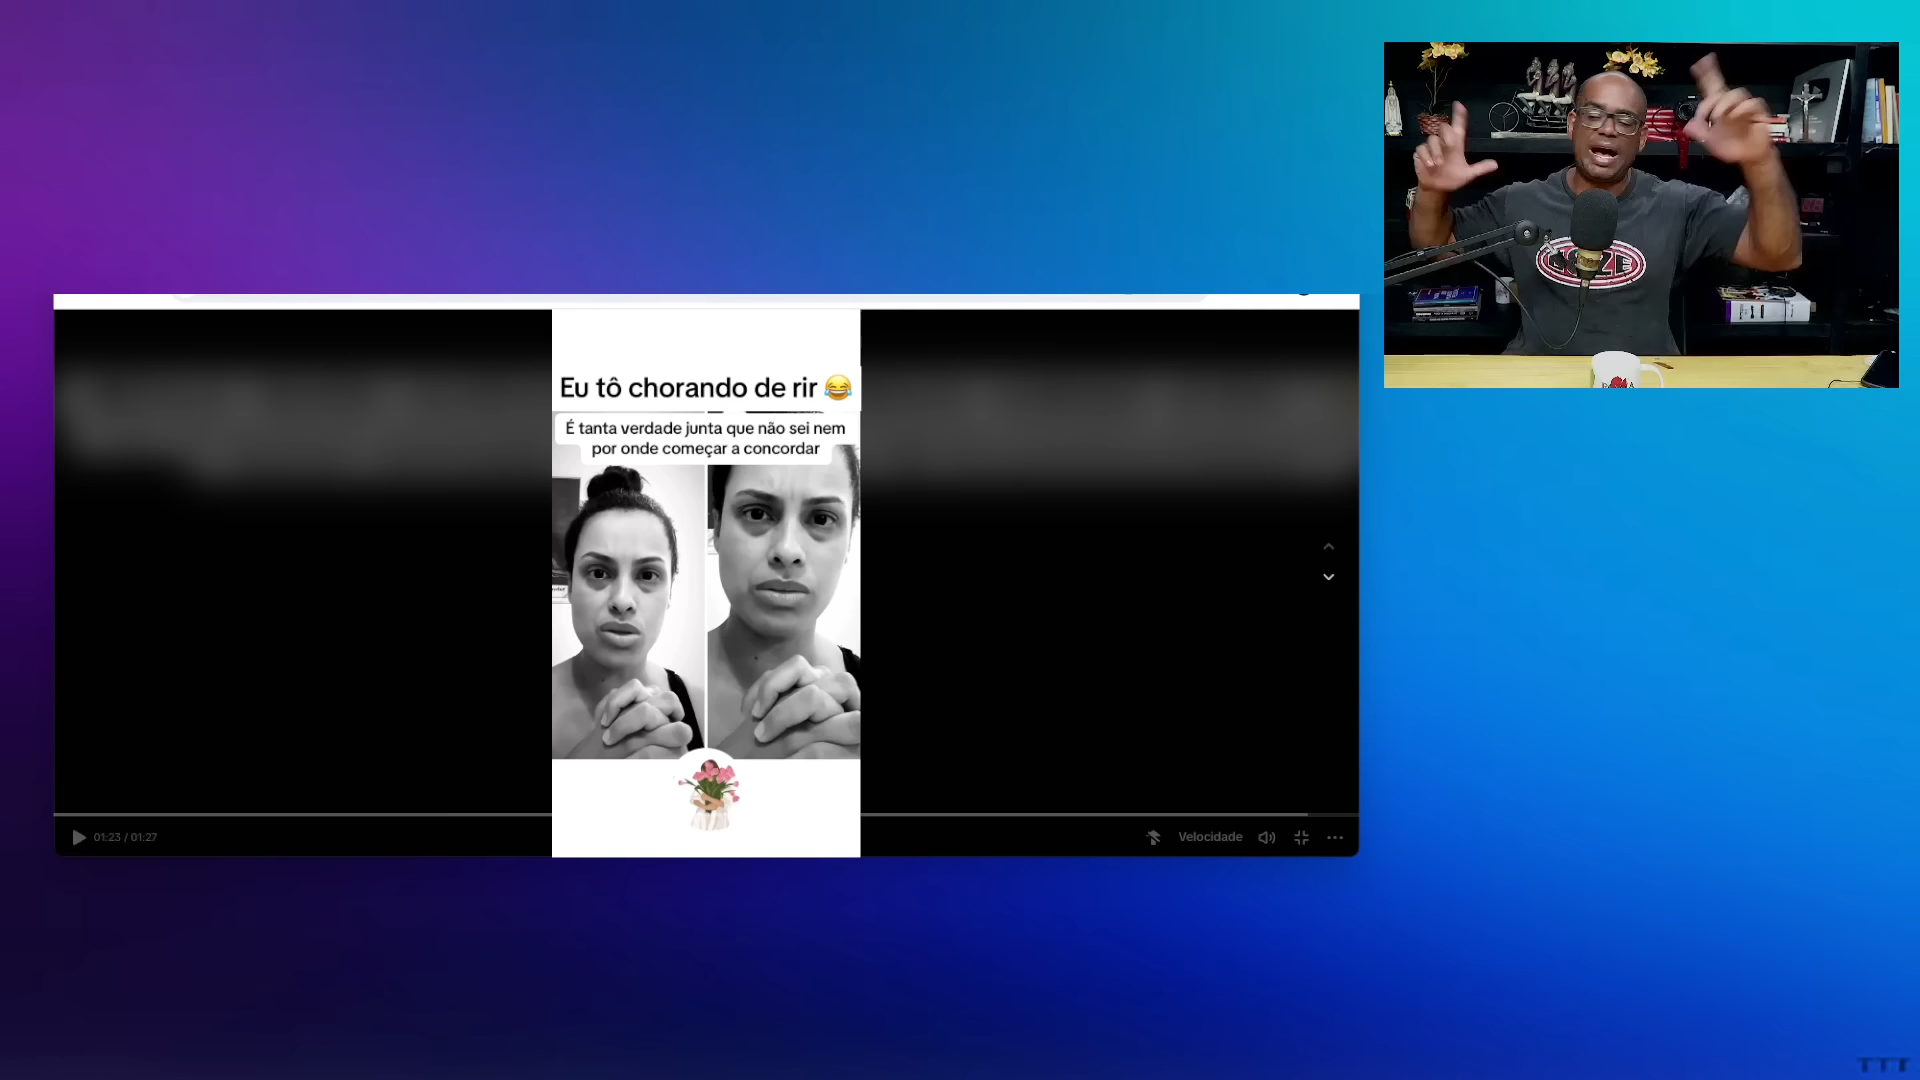 Eu tô chorando de rir 😂
É tanta verdade junta que não sei nem
por onde começar a concordar
01:23 / 01:27
Velocidade
TTT